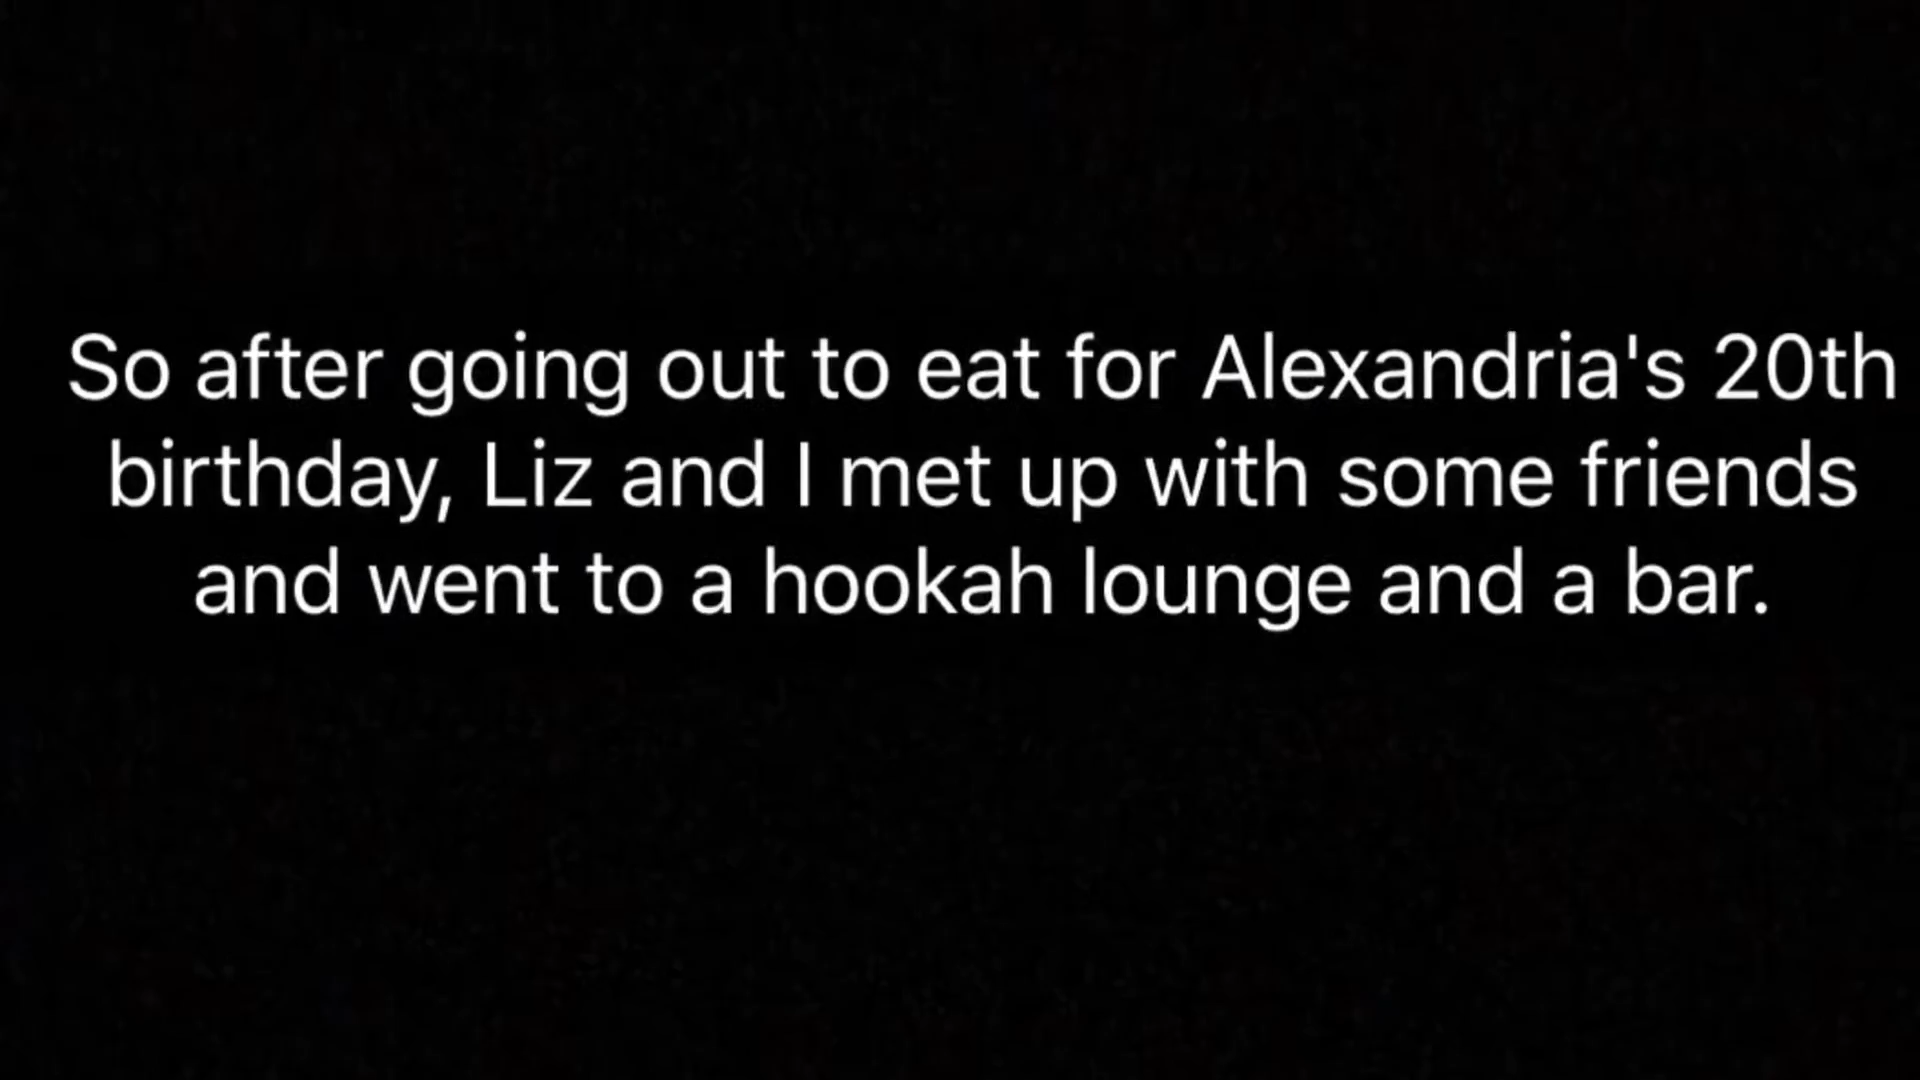 So after going out to eat for Alexandria's 20th
birthday, Liz and I met up with some friends
and went to a hookah lounge and a bar.